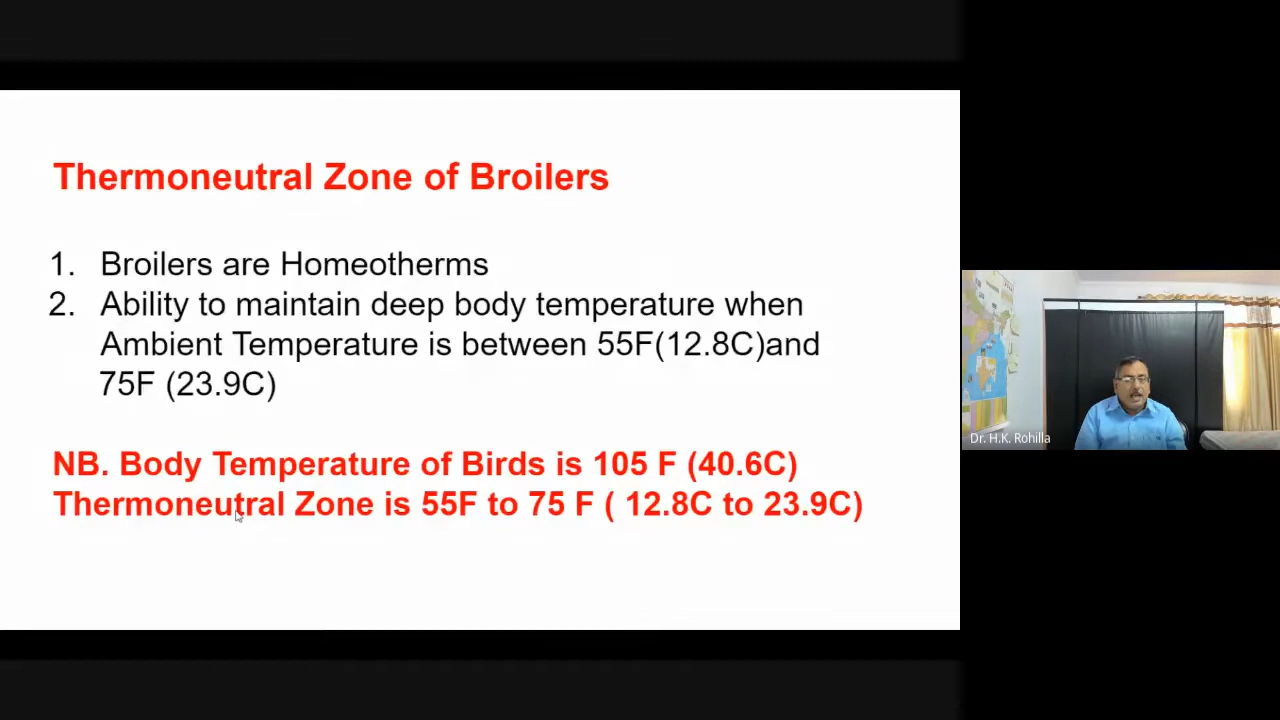 Thermoneutral Zone of Broilers
1. Broilers are Homeotherms
2. Ability to maintain deep body temperature when
Ambient Temperature is between 55F(12.8C)and
75F (23.9C)
NB. Body Temperature of Birds is 105 F (40.6C)
Thermoneutral Zone is 55F to 75 F ( 12.8C to 23.9C)
Dr. H.K. Rohilla